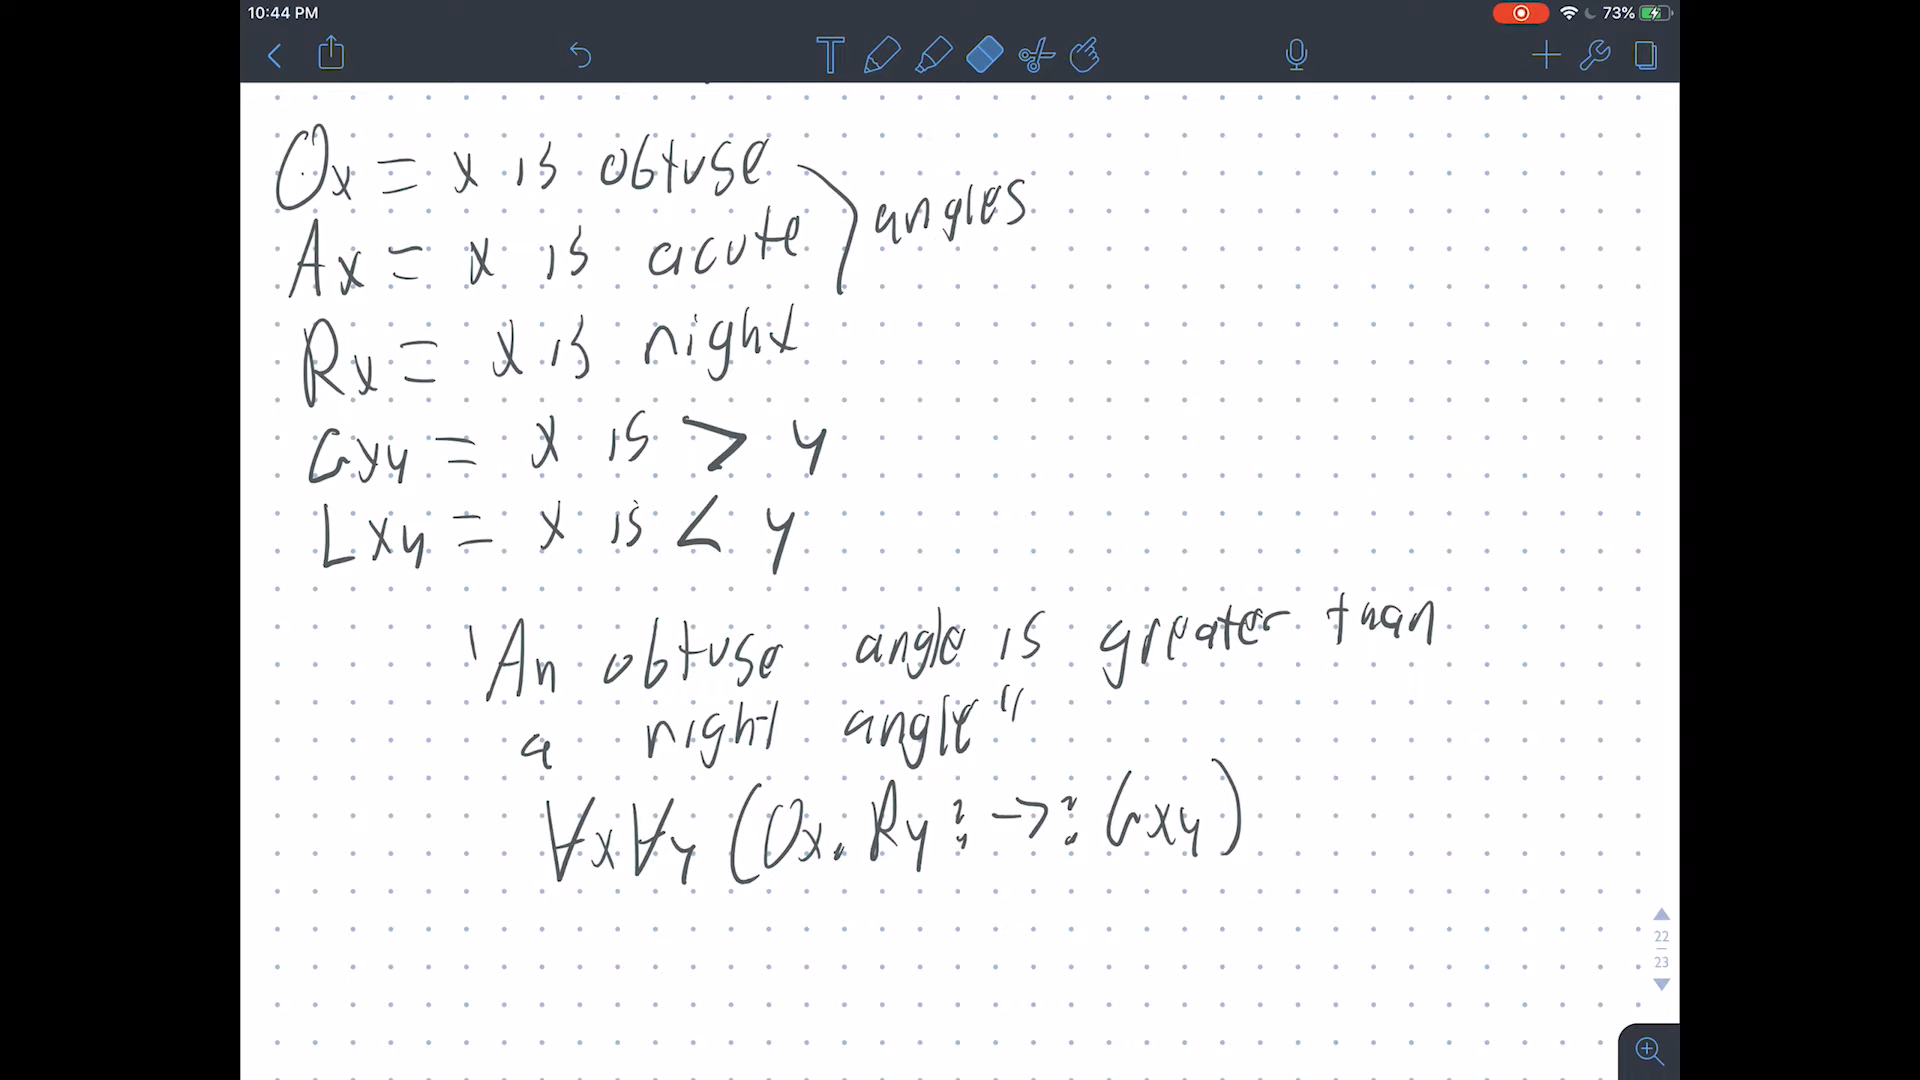 10:44 PM
73%
T
Ox = x is obtuse
angles
Ax = x is acute
Rx = x is right
Gxy = x is > y
Lxy = x is < y
"An obtuse angle is greater than
a right angle"
∀x∀y (Ox . Ry : -> : Gxy)
22
23